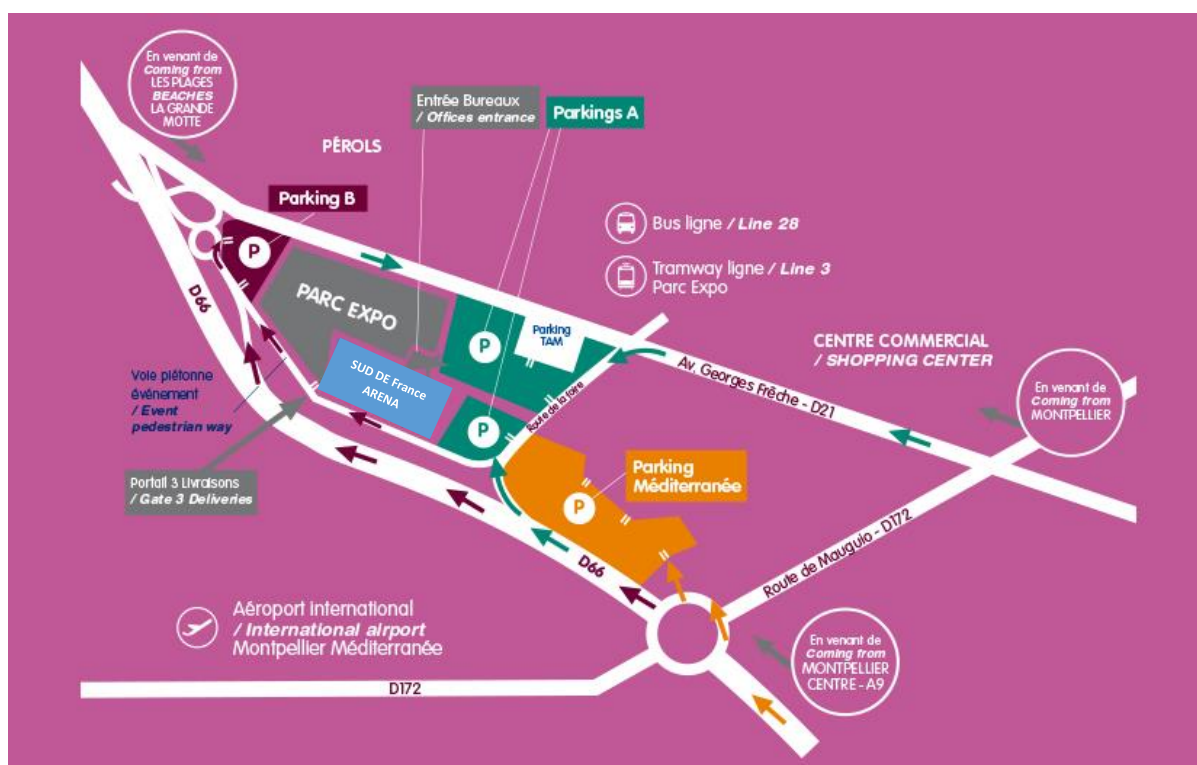 En venant de
Coming from
LES PLAGES
BEACHES
LA GRANDE
MOTTE
Entrée Bureaux
/ Offices entrance
Parkings A
PÉROLS
Parking B
P
Bus ligne / Line 28
Tramway ligne / Line 3
Parc Expo
D66
PARC EXPO
P
Parking
TAM
CENTRE COMMERCIAL
/ SHOPPING CENTER
Av. Georges Frêche - D21
SUD DE France
ARENA
Route de la foire
En venant de
Coming from
MONTPELLIER
Voie piétonne
événement
/ Event
pedestrian way
P
Portail 3 Livraisons
/ Gate 3 Deliveries
Parking
Méditerranée
P
D66
Route de Mauguio - D172
Aéroport international
/ International airport
Montpellier Méditerranée
En venant de
Coming from
MONTPELLIER
CENTRE - A9
D172